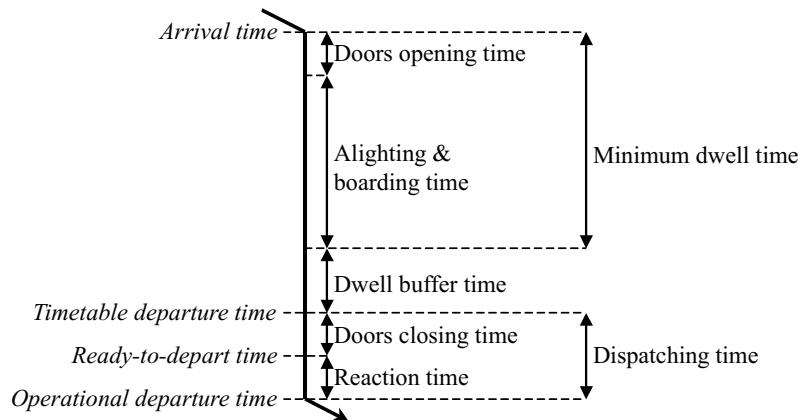 Arrival time
Doors opening time
Alighting &
boarding time
Minimum dwell time
Dwell buffer time
Timetable departure time
Doors closing time
Ready-to-depart time
Dispatching time
Reaction time
Operational departure time